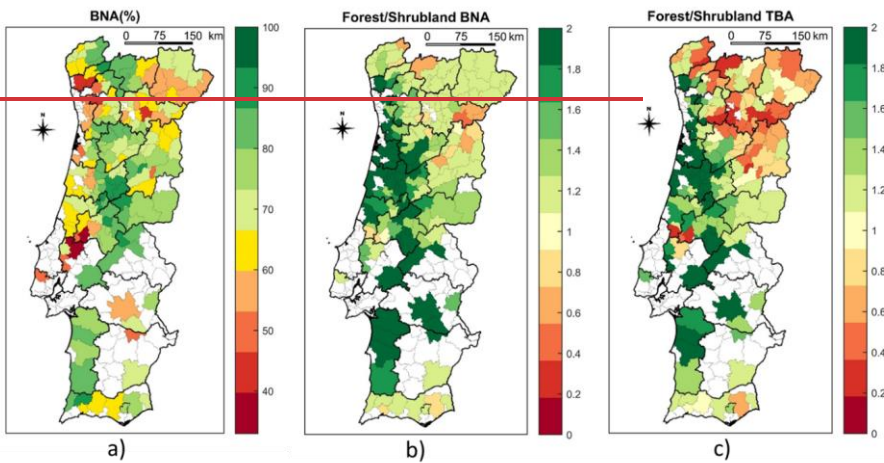 BNA(%)
0 75 150 km
N
100
90
80
70
60
50
40
a)
Forest/Shrubland BNA
0 75 150 km
N
2
1.8
1.6
1.4
1.2
1
0.8
0.6
0.4
0.2
0
b)
Forest/Shrubland TBA
0 75 150 km
N
2
1.8
1.6
1.4
1.2
1
0.8
0.6
0.4
0.2
0
c)